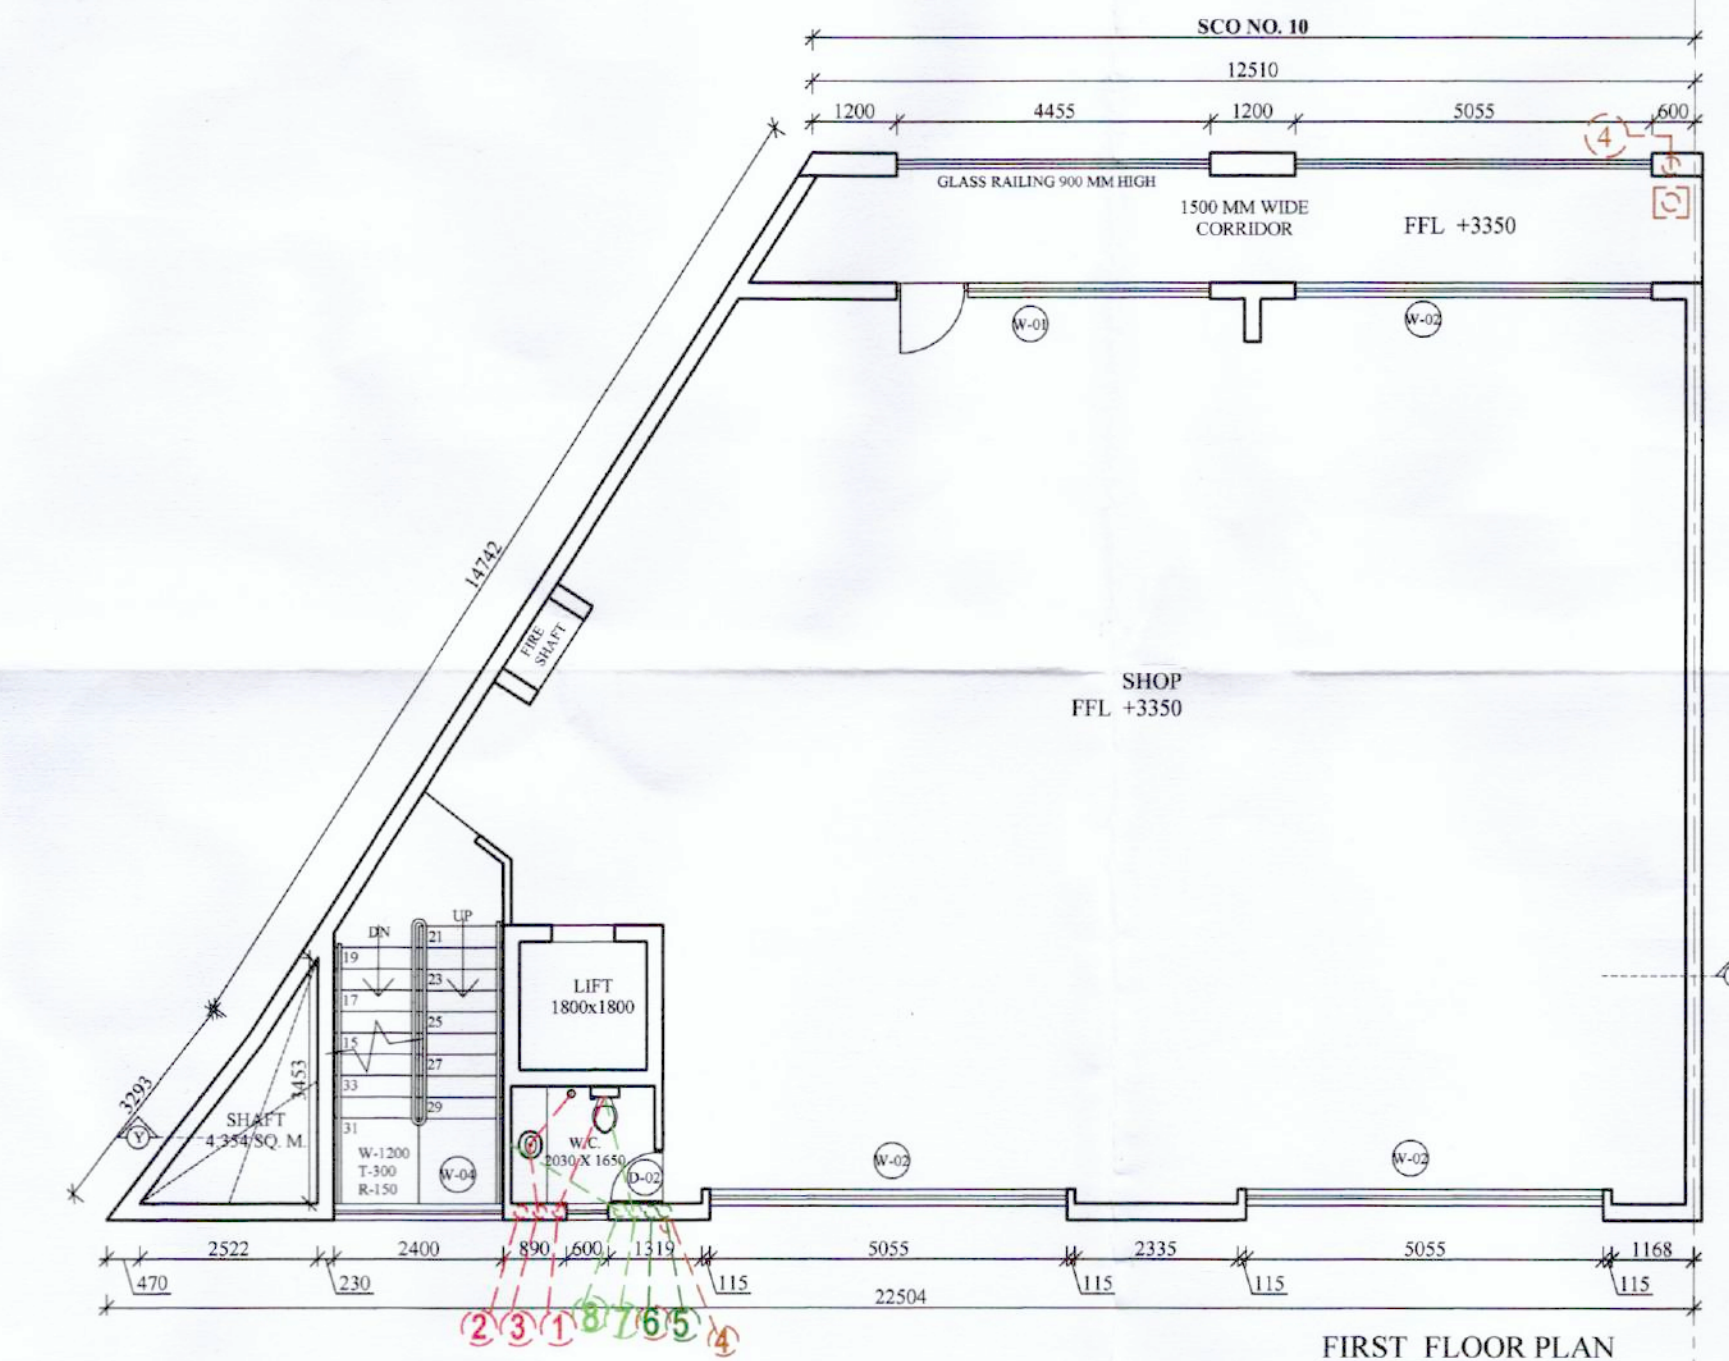 SCO NO. 10
12510
1200 4455 1200 5055 600
4
GLASS RAILING 900 MM HIGH
1500 MM WIDE
CORRIDOR
FFL +3350
W-01
W-02
14742
FIRE
SHAFT
SHOP
FFL +3350
DN
UP
19
17
15
33
31
21
23
25
27
29
LIFT
1800x1800
3293
3453
Y
SHAFT
4.354 SQ. M.
W-1200
T-300
R-150
W-04
W.C.
2030 X 1650
D-02
W-02
W-02
2522 2400 890 600 1319 5055 2335 5055 1168
470 230 115 115 115 115
22504
2 3 1 8 7 6 5 4
FIRST FLOOR PLAN